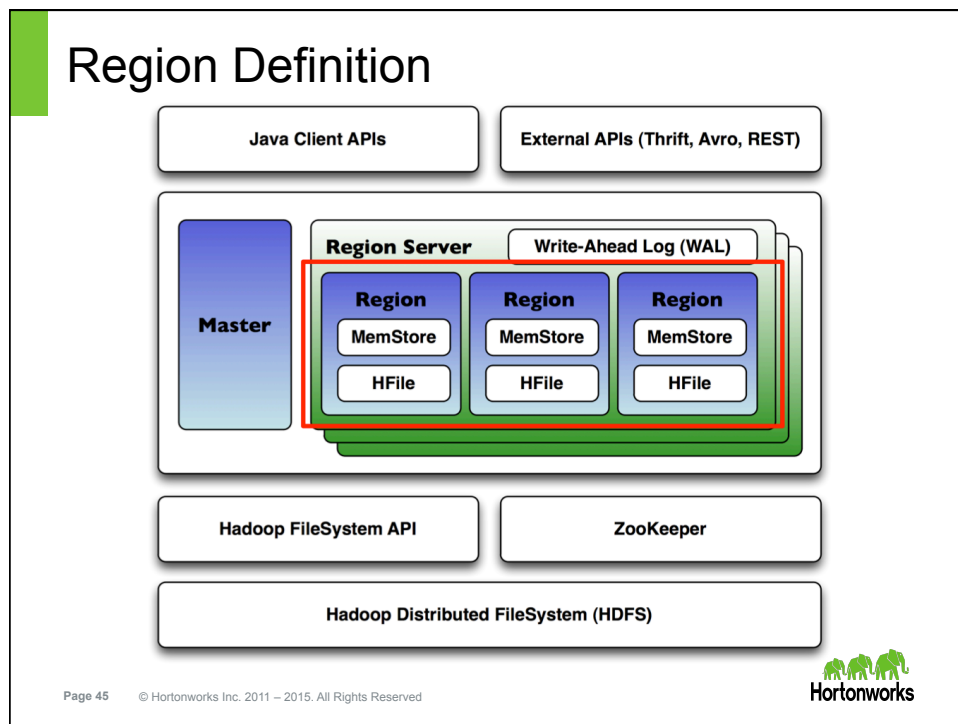 Region Definition
Java Client APIs
External APIs (Thrift, Avro, REST)
Master
Region Server
Write-Ahead Log (WAL)
Region
Region
Region
MemStore
MemStore
MemStore
HFile
HFile
HFile
Hadoop FileSystem API
ZooKeeper
Hadoop Distributed FileSystem (HDFS)
Page 45
© Hortonworks Inc. 2011 – 2015. All Rights Reserved
Hortonworks